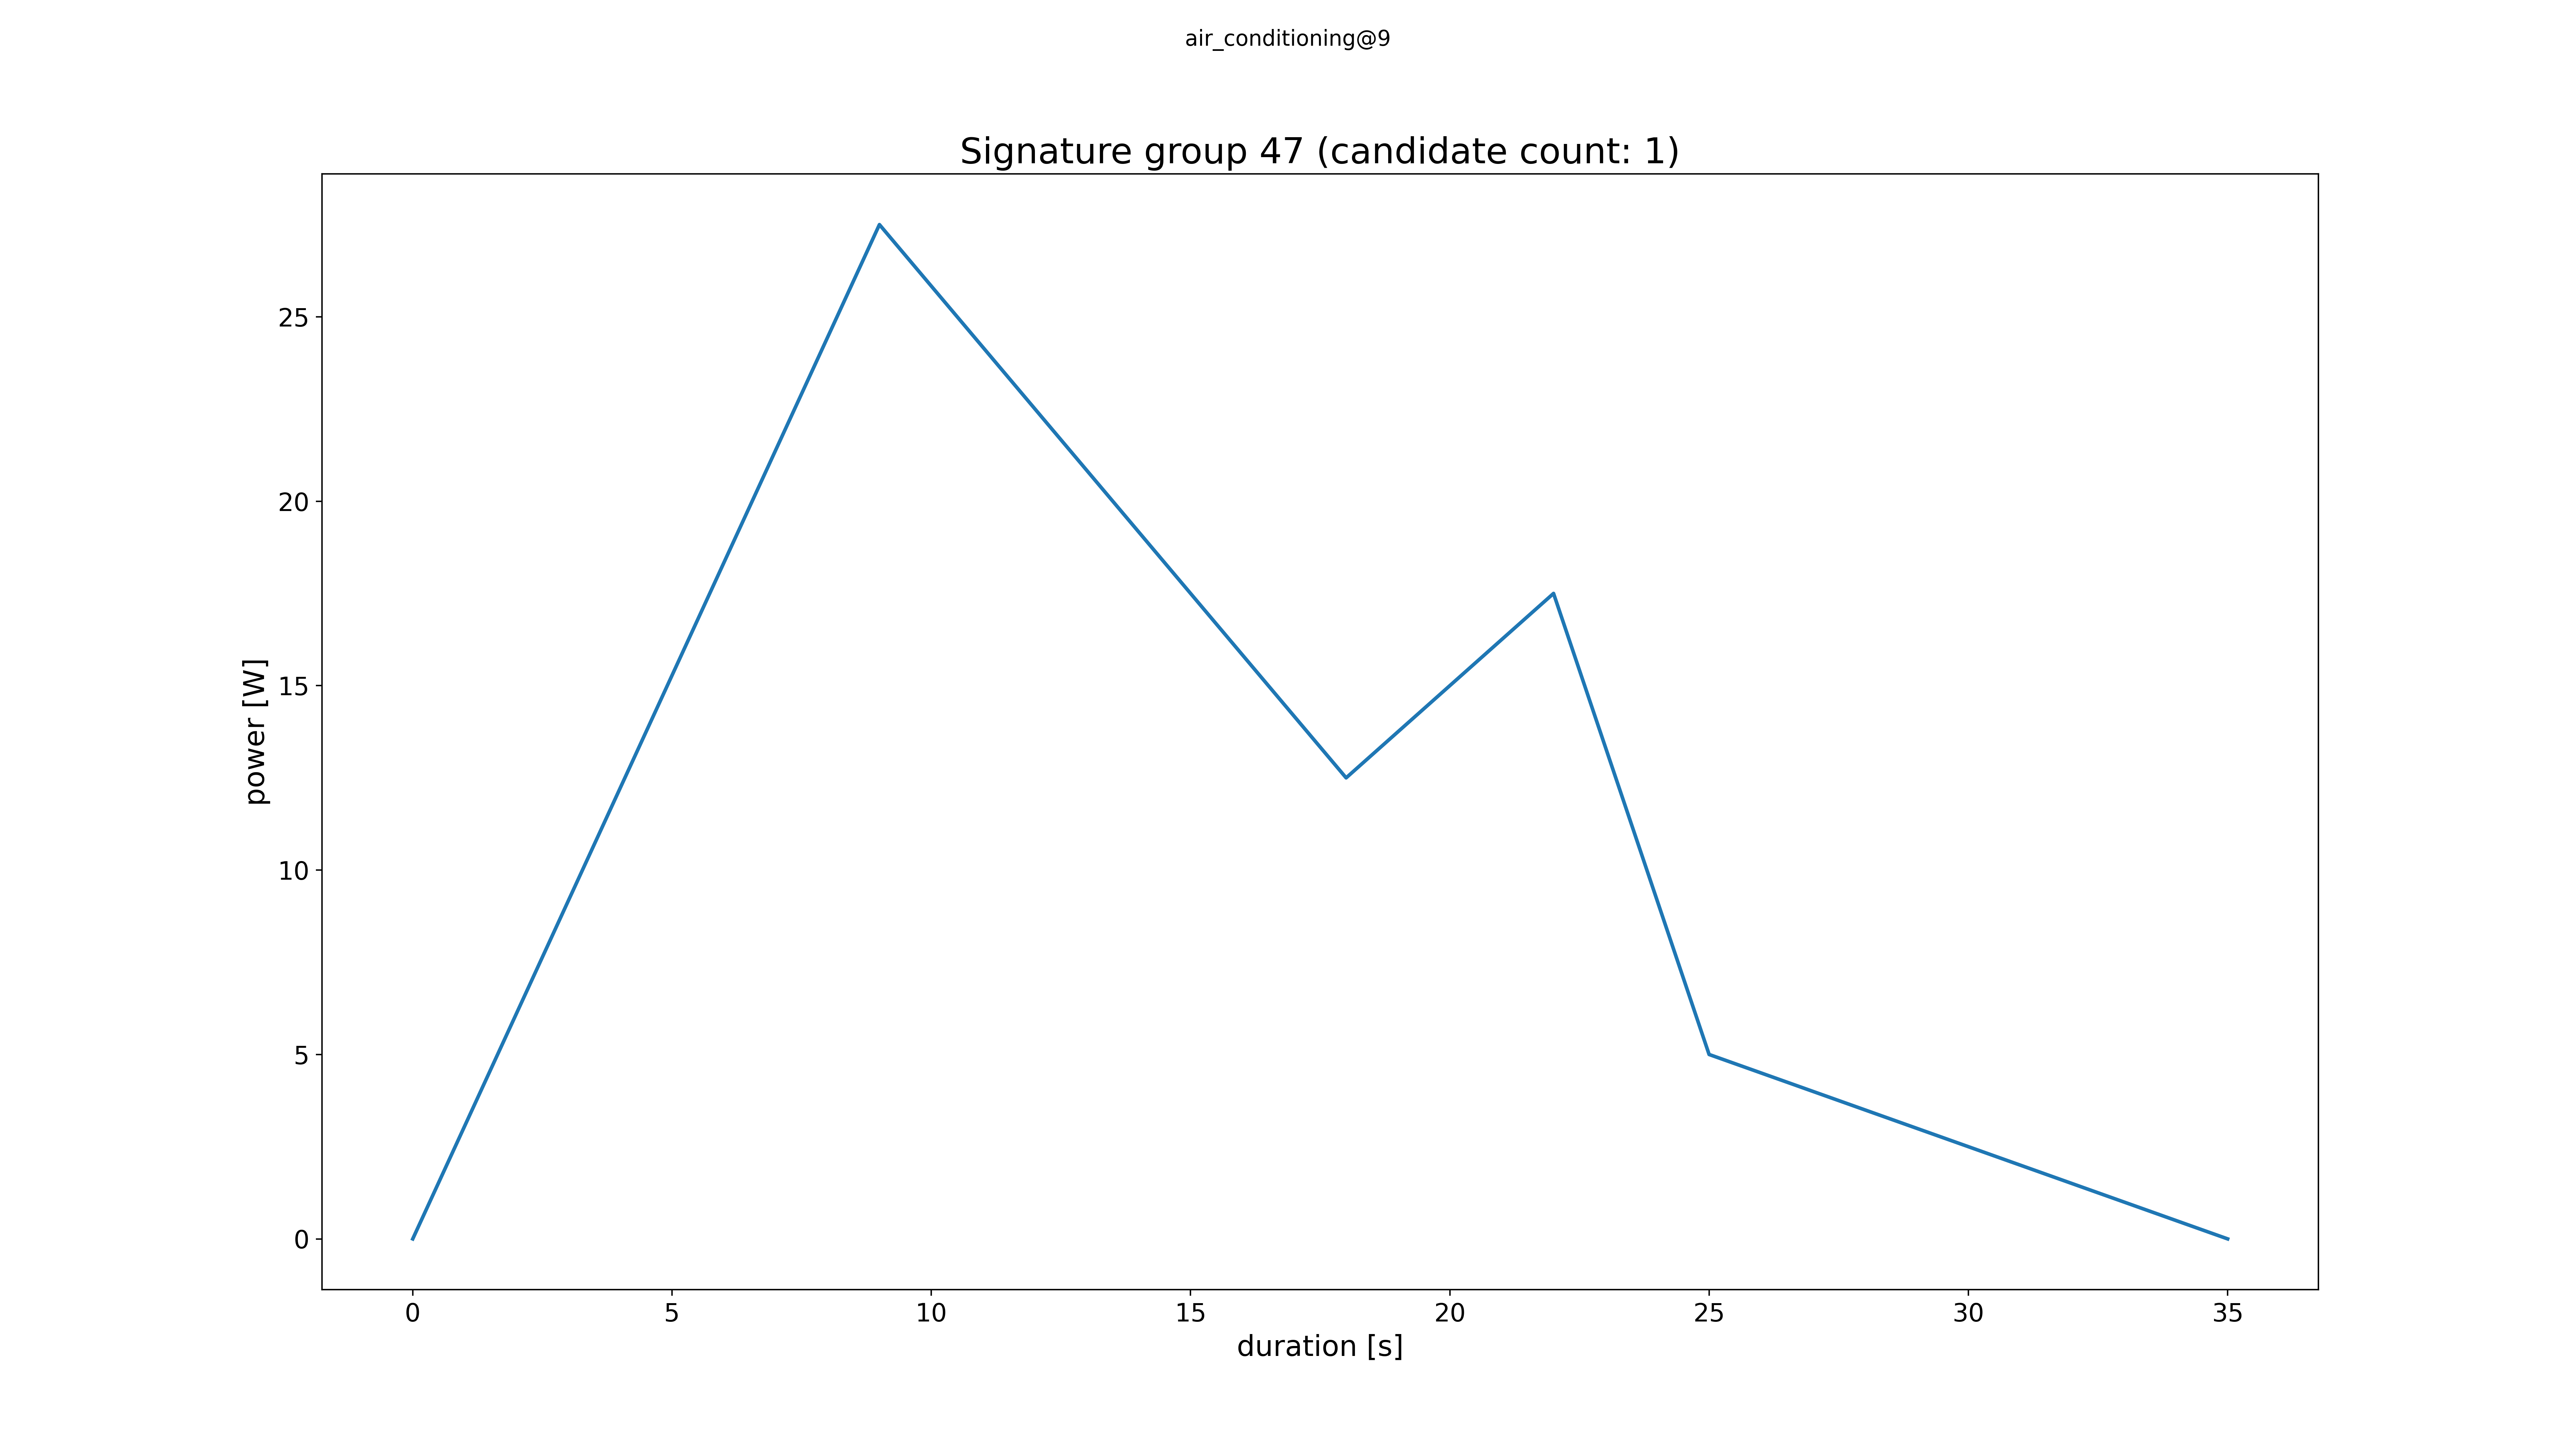 air_conditioning@9
Signature group 47 (candidate count: 1)
power [W]
25
20
15
10
5
0
0 5 10 15 20 25 30 35
duration [s]